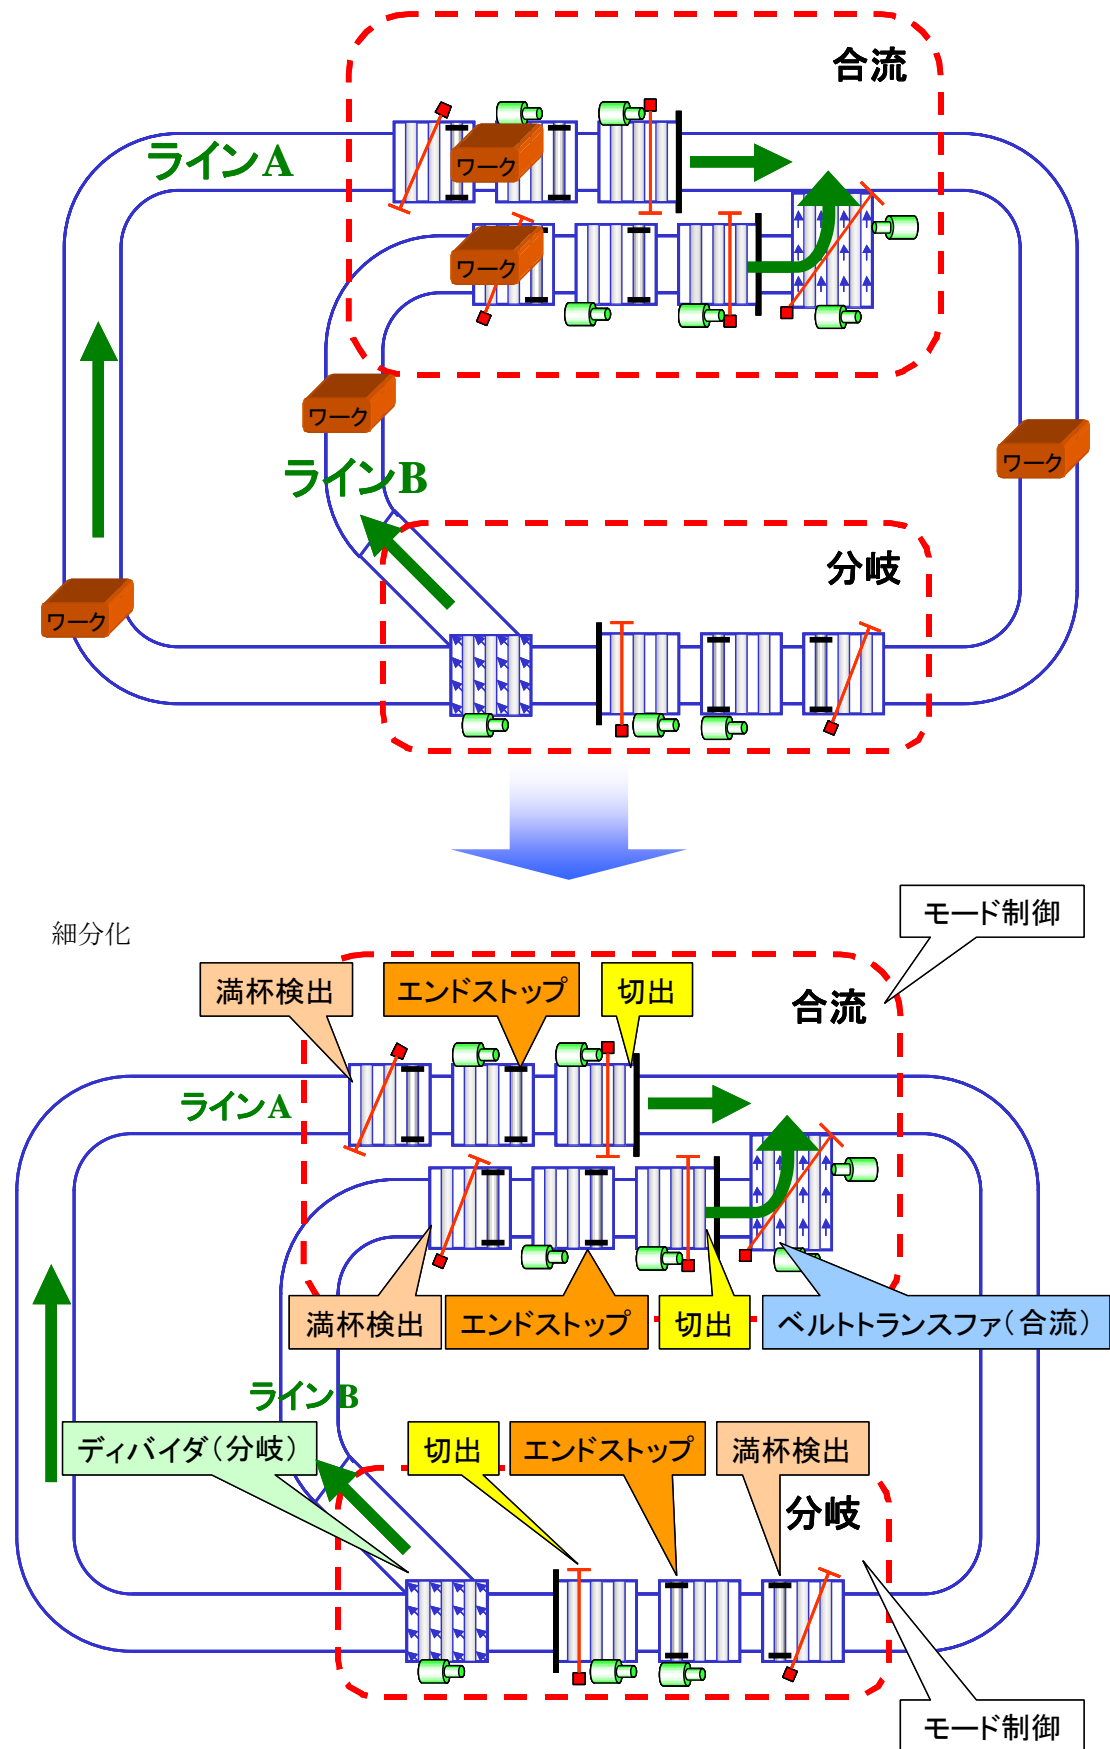 合流
ラインA
ワーク
ワーク
ワーク
ラインB
ワーク
分岐
ワーク
モード制御
細分化
満杯検出
エンドストップ
切出
合流
ラインA
満杯検出
エンドストップ
切出
ベルトトランスファ(合流)
ラインB
ディバイダ(分岐)
切出
エンドストップ
満杯検出
分岐
モード制御